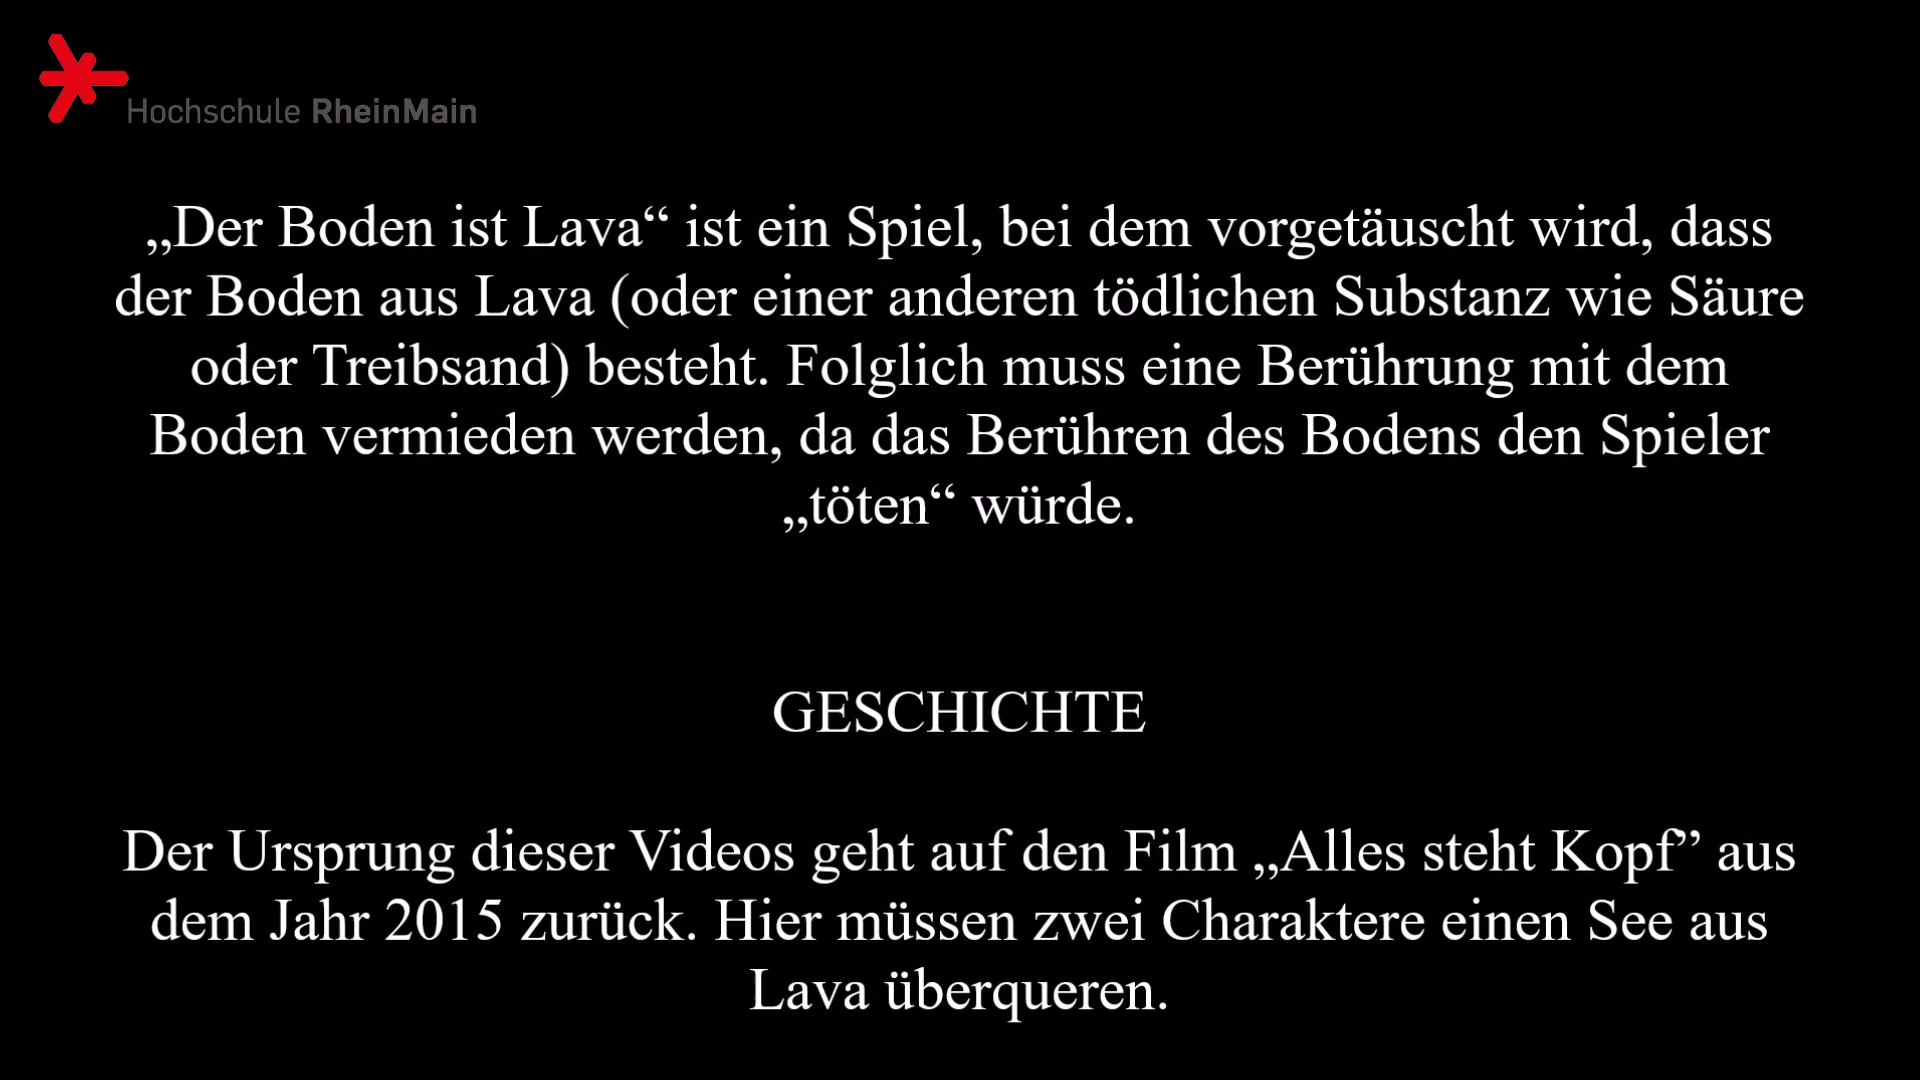 Hochschule RheinMain
„Der Boden ist Lava“ ist ein Spiel, bei dem vorgetäuscht wird, dass
der Boden aus Lava (oder einer anderen tödlichen Substanz wie Säure
oder Treibsand) besteht. Folglich muss eine Berührung mit dem
Boden vermieden werden, da das Berühren des Bodens den Spieler
„töten“ würde.
GESCHICHTE
Der Ursprung dieser Videos geht auf den Film „Alles steht Kopf” aus
dem Jahr 2015 zurück. Hier müssen zwei Charaktere einen See aus
Lava überqueren.